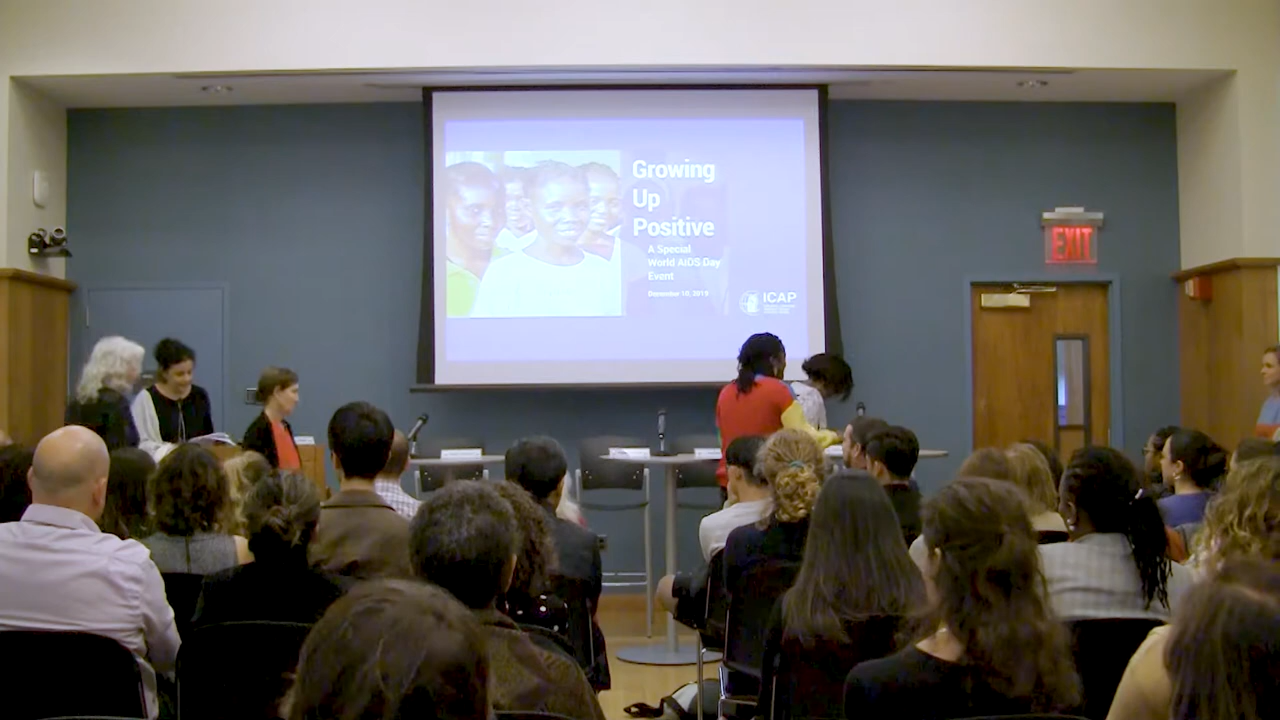 Growing
Up
Positive
A Special
World AIDS Day
Event
ICAP
EXIT